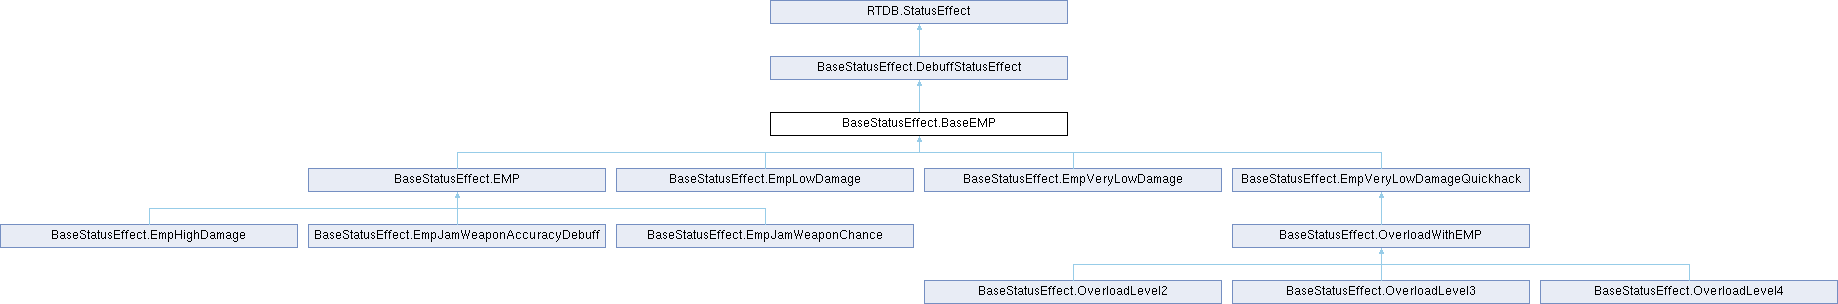 RTDB.StatusEffect
BaseStatusEffect.DebuffStatusEffect
BaseStatusEffect.BaseEMP
BaseStatusEffect.EMP
BaseStatusEffect.EmpLowDamage
BaseStatusEffect.EmpVeryLowDamage
BaseStatusEffect.EmpVeryLowDamageQuickhack
BaseStatusEffect.EmpHighDamage
BaseStatusEffect.EmpJamWeaponAccuracyDebuff
BaseStatusEffect.EmpJamWeaponChance
BaseStatusEffect.OverloadWithEMP
BaseStatusEffect.OverloadLevel2
BaseStatusEffect.OverloadLevel3
BaseStatusEffect.OverloadLevel4